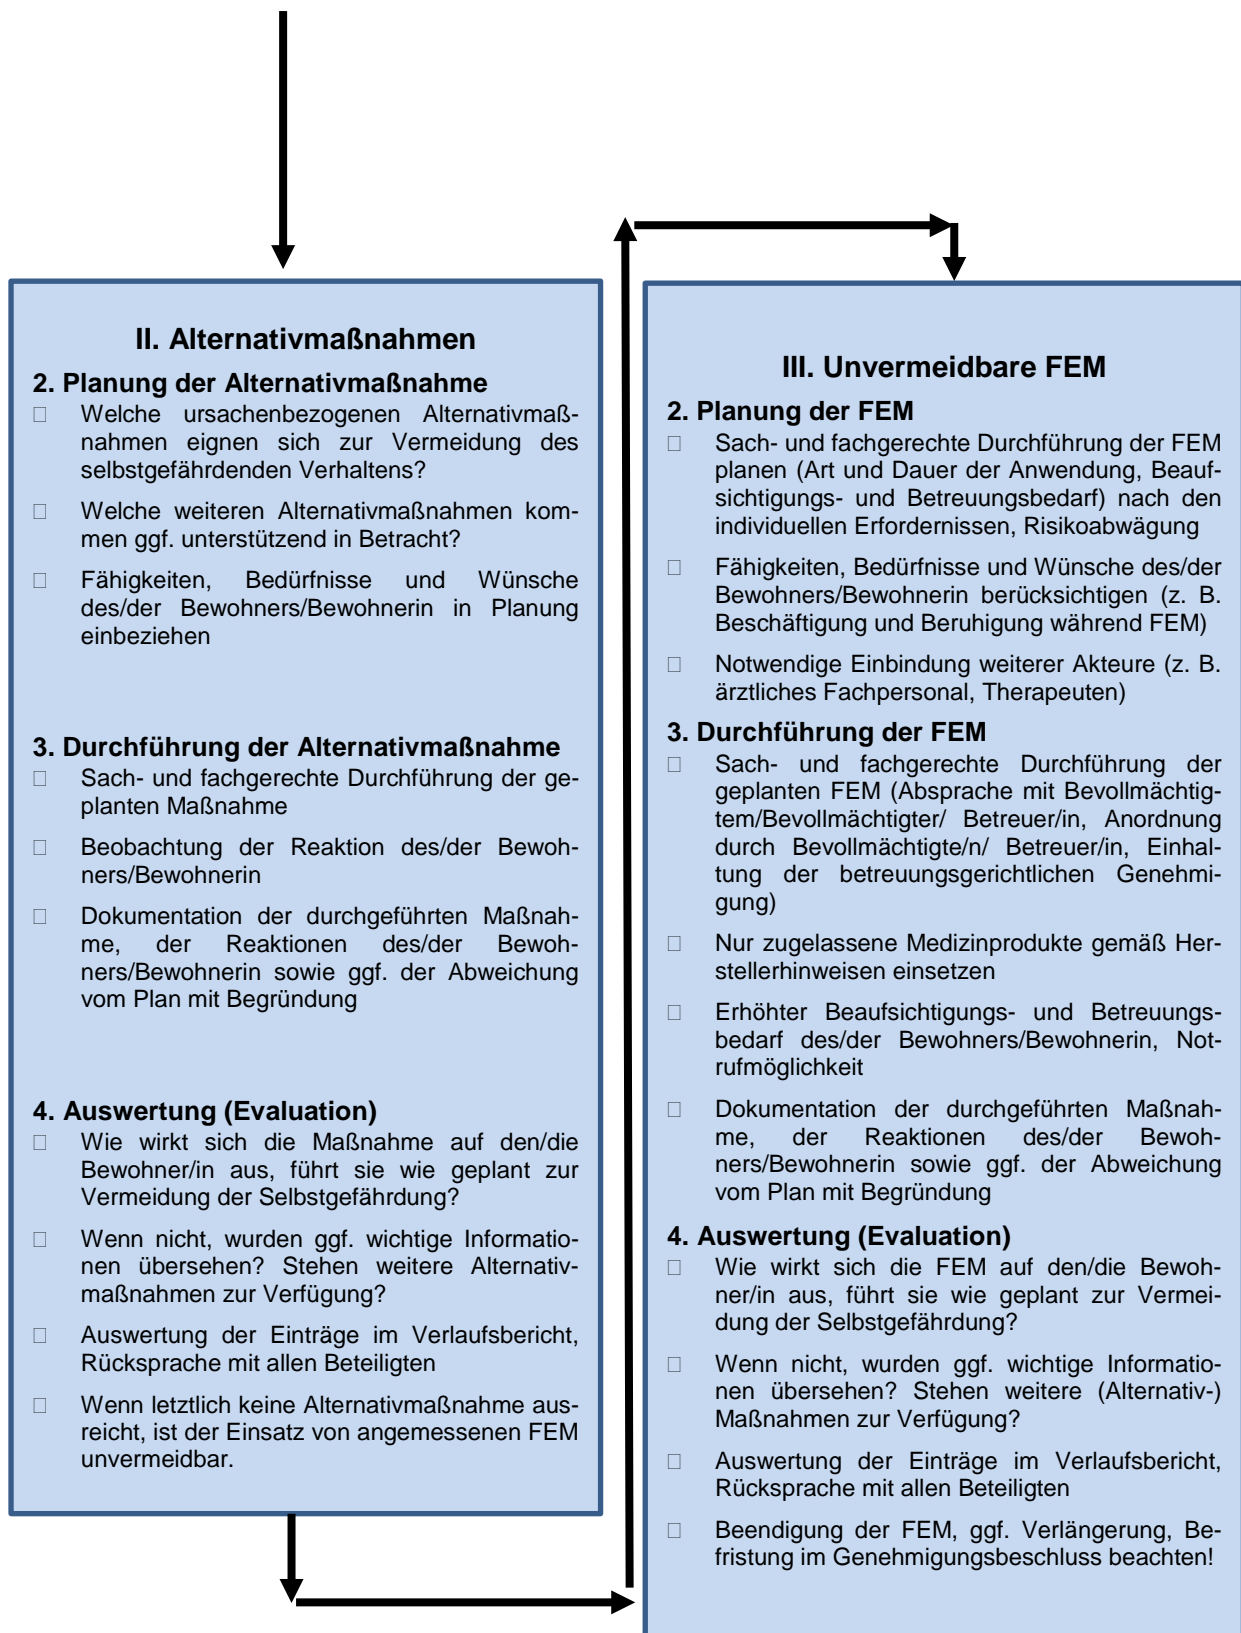 II. Alternativmaßnahmen
2. Planung der Alternativmaßnahme
□ Welche ursachenbezogenen Alternativmaß-
nahmen eignen sich zur Vermeidung des
selbstgefährdenden Verhaltens?
□ Welche weiteren Alternativmaßnahmen kom-
men ggf. unterstützend in Betracht?
□ Fähigkeiten, Bedürfnisse und Wünsche
des/der Bewohners/Bewohnerin in Planung
einbeziehen
3. Durchführung der Alternativmaßnahme
□ Sach- und fachgerechte Durchführung der ge-
planten Maßnahme
□ Beobachtung der Reaktion des/der Bewoh-
ners/Bewohnerin
□ Dokumentation der durchgeführten Maßnah-
me, der Reaktionen des/der Bewoh-
ners/Bewohnerin sowie ggf. der Abweichung
vom Plan mit Begründung
4. Auswertung (Evaluation)
□ Wie wirkt sich die Maßnahme auf den/die
Bewohner/in aus, führt sie wie geplant zur
Vermeidung der Selbstgefährdung?
□ Wenn nicht, wurden ggf. wichtige Informatio-
nen übersehen? Stehen weitere Alternativ-
maßnahmen zur Verfügung?
□ Auswertung der Einträge im Verlaufsbericht,
Rücksprache mit allen Beteiligten
□ Wenn letztlich keine Alternativmaßnahme aus-
reicht, ist der Einsatz von angemessenen FEM
unvermeidbar.
III. Unvermeidbare FEM
2. Planung der FEM
□ Sach- und fachgerechte Durchführung der FEM
planen (Art und Dauer der Anwendung, Beauf-
sichtigungs- und Betreuungsbedarf) nach den
individuellen Erfordernissen, Risikoabwägung
□ Fähigkeiten, Bedürfnisse und Wünsche des/der
Bewohners/Bewohnerin berücksichtigen (z. B.
Beschäftigung und Beruhigung während FEM)
□ Notwendige Einbindung weiterer Akteure (z. B.
ärztliches Fachpersonal, Therapeuten)
3. Durchführung der FEM
□ Sach- und fachgerechte Durchführung der
geplanten FEM (Absprache mit Bevollmächtig-
tem/Bevollmächtigter/ Betreuer/in, Anordnung
durch Bevollmächtigte/n/ Betreuer/in, Einhal-
tung der betreuungsgerichtlichen Genehmi-
gung)
□ Nur zugelassene Medizinprodukte gemäß Her-
stellerhinweisen einsetzen
□ Erhöhter Beaufsichtigungs- und Betreuungs-
bedarf des/der Bewohners/Bewohnerin, Not-
rufmöglichkeit
□ Dokumentation der durchgeführten Maßnah-
me, der Reaktionen des/der Bewoh-
ners/Bewohnerin sowie ggf. der Abweichung
vom Plan mit Begründung
4. Auswertung (Evaluation)
□ Wie wirkt sich die FEM auf den/die Bewoh-
ner/in aus, führt sie wie geplant zur Vermei-
dung der Selbstgefährdung?
□ Wenn nicht, wurden ggf. wichtige Informatio-
nen übersehen? Stehen weitere (Alternativ-)
Maßnahmen zur Verfügung?
□ Auswertung der Einträge im Verlaufsbericht,
Rücksprache mit allen Beteiligten
□ Beendigung der FEM, ggf. Verlängerung, Be-
fristung im Genehmigungsbeschluss beachten!